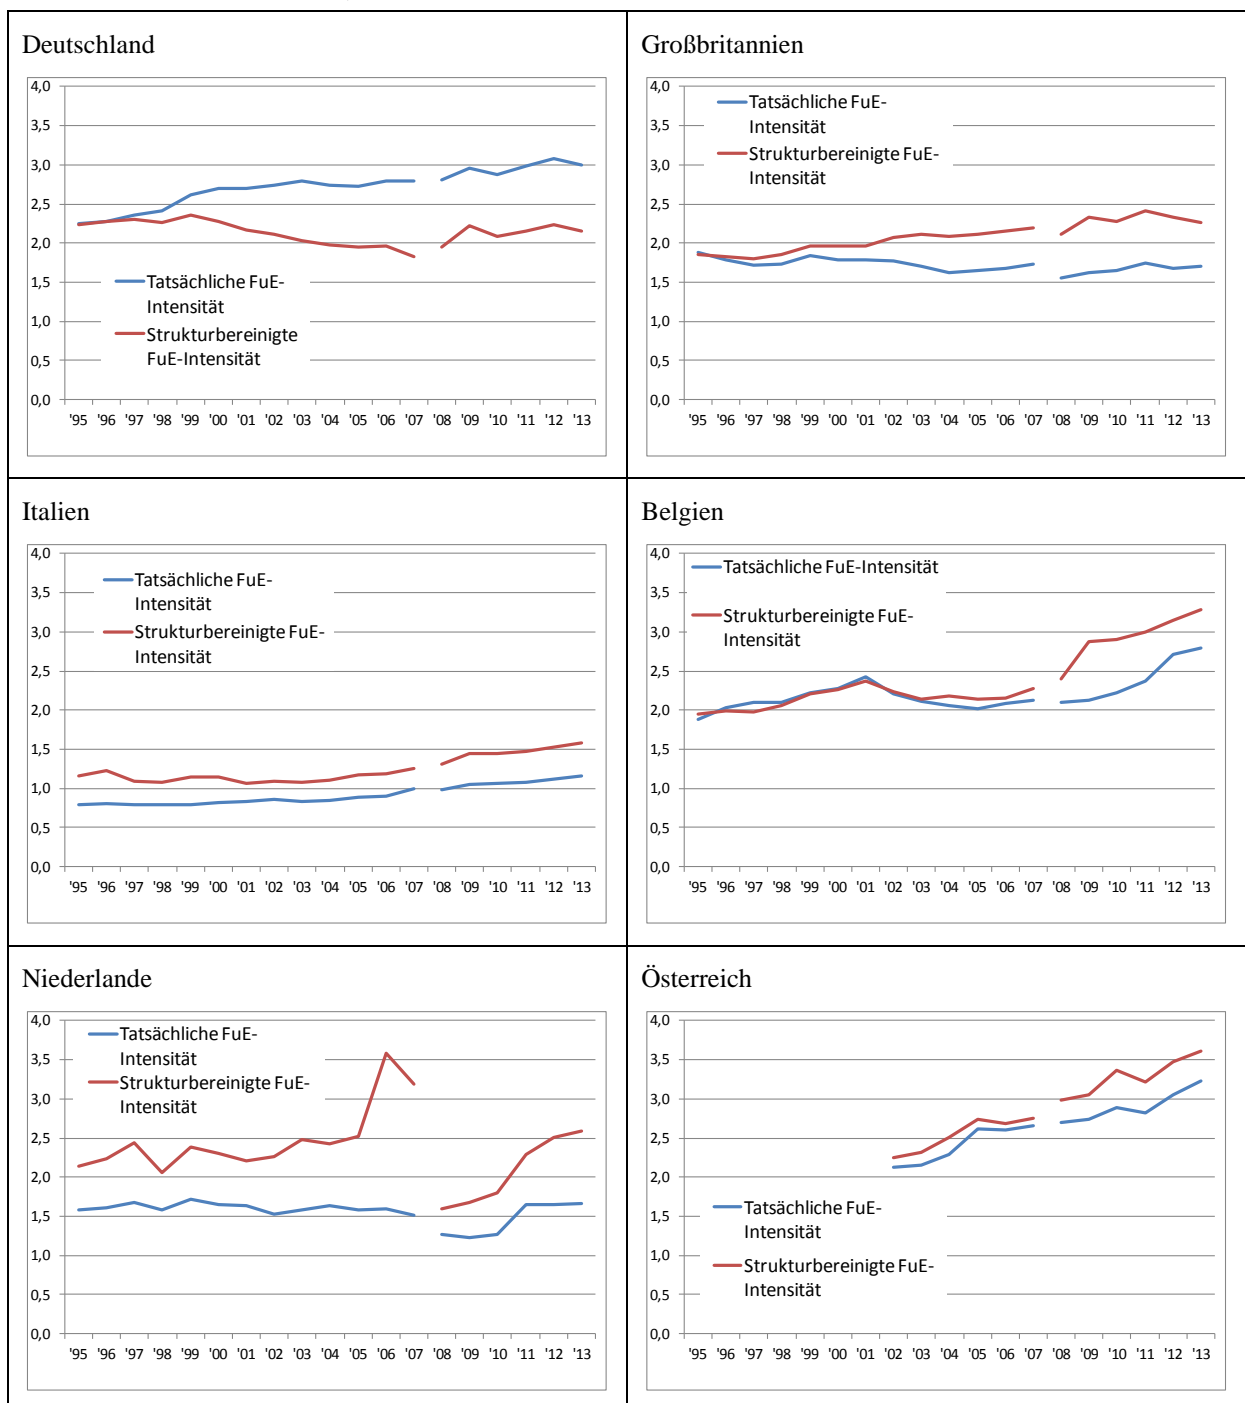 Deutschland
4,0
3,5
3,0
2,5
2,0
1,5
1,0
0,5
0,0
Tatsächliche FuE-
Intensität
Strukturbereinigte
FuE-Intensität
'95 '96 '97 '98 '99 '00 '01 '02 '03 '04 '05 '06 '07 '08 '09 '10 '11 '12 '13
Großbritannien
4,0
3,5
3,0
2,5
2,0
1,5
1,0
0,5
0,0
Tatsächliche FuE-
Intensität
Strukturbereinigte FuE-
Intensität
'95 '96 '97 '98 '99 '00 '01 '02 '03 '04 '05 '06 '07 '08 '09 '10 '11 '12 '13
Italien
4,0
3,5
3,0
2,5
2,0
1,5
1,0
0,5
0,0
Tatsächliche FuE-
Intensität
Strukturbereinigte FuE-
Intensität
'95 '96 '97 '98 '99 '00 '01 '02 '03 '04 '05 '06 '07 '08 '09 '10 '11 '12 '13
Belgien
4,0
3,5
3,0
2,5
2,0
1,5
1,0
0,5
0,0
Tatsächliche FuE-Intensität
Strukturbereinigte FuE-
Intensität
'95 '96 '97 '98 '99 '00 '01 '02 '03 '04 '05 '06 '07 '08 '09 '10 '11 '12 '13
Niederlande
4,0
3,5
3,0
2,5
2,0
1,5
1,0
0,5
0,0
Tatsächliche FuE-
Intensität
Strukturbereinigte FuE-
Intensität
'95 '96 '97 '98 '99 '00 '01 '02 '03 '04 '05 '06 '07 '08 '09 '10 '11 '12 '13
Österreich
4,0
3,5
3,0
2,5
2,0
1,5
1,0
0,5
0,0
Tatsächliche FuE-
Intensität
Strukturbereinigte FuE-
Intensität
'95 '96 '97 '98 '99 '00 '01 '02 '03 '04 '05 '06 '07 '08 '09 '10 '11 '12 '13